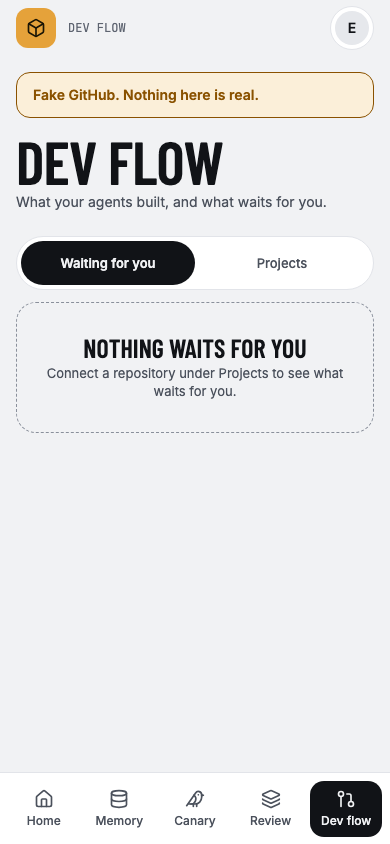 DEV FLOW
E
Fake GitHub. Nothing here is real.
DEV FLOW
What your agents built, and what waits for you.
Waiting for you
Projects
NOTHING WAITS FOR YOU
Connect a repository under Projects to see what
waits for you.
Home
Memory
Canary
Review
Dev flow